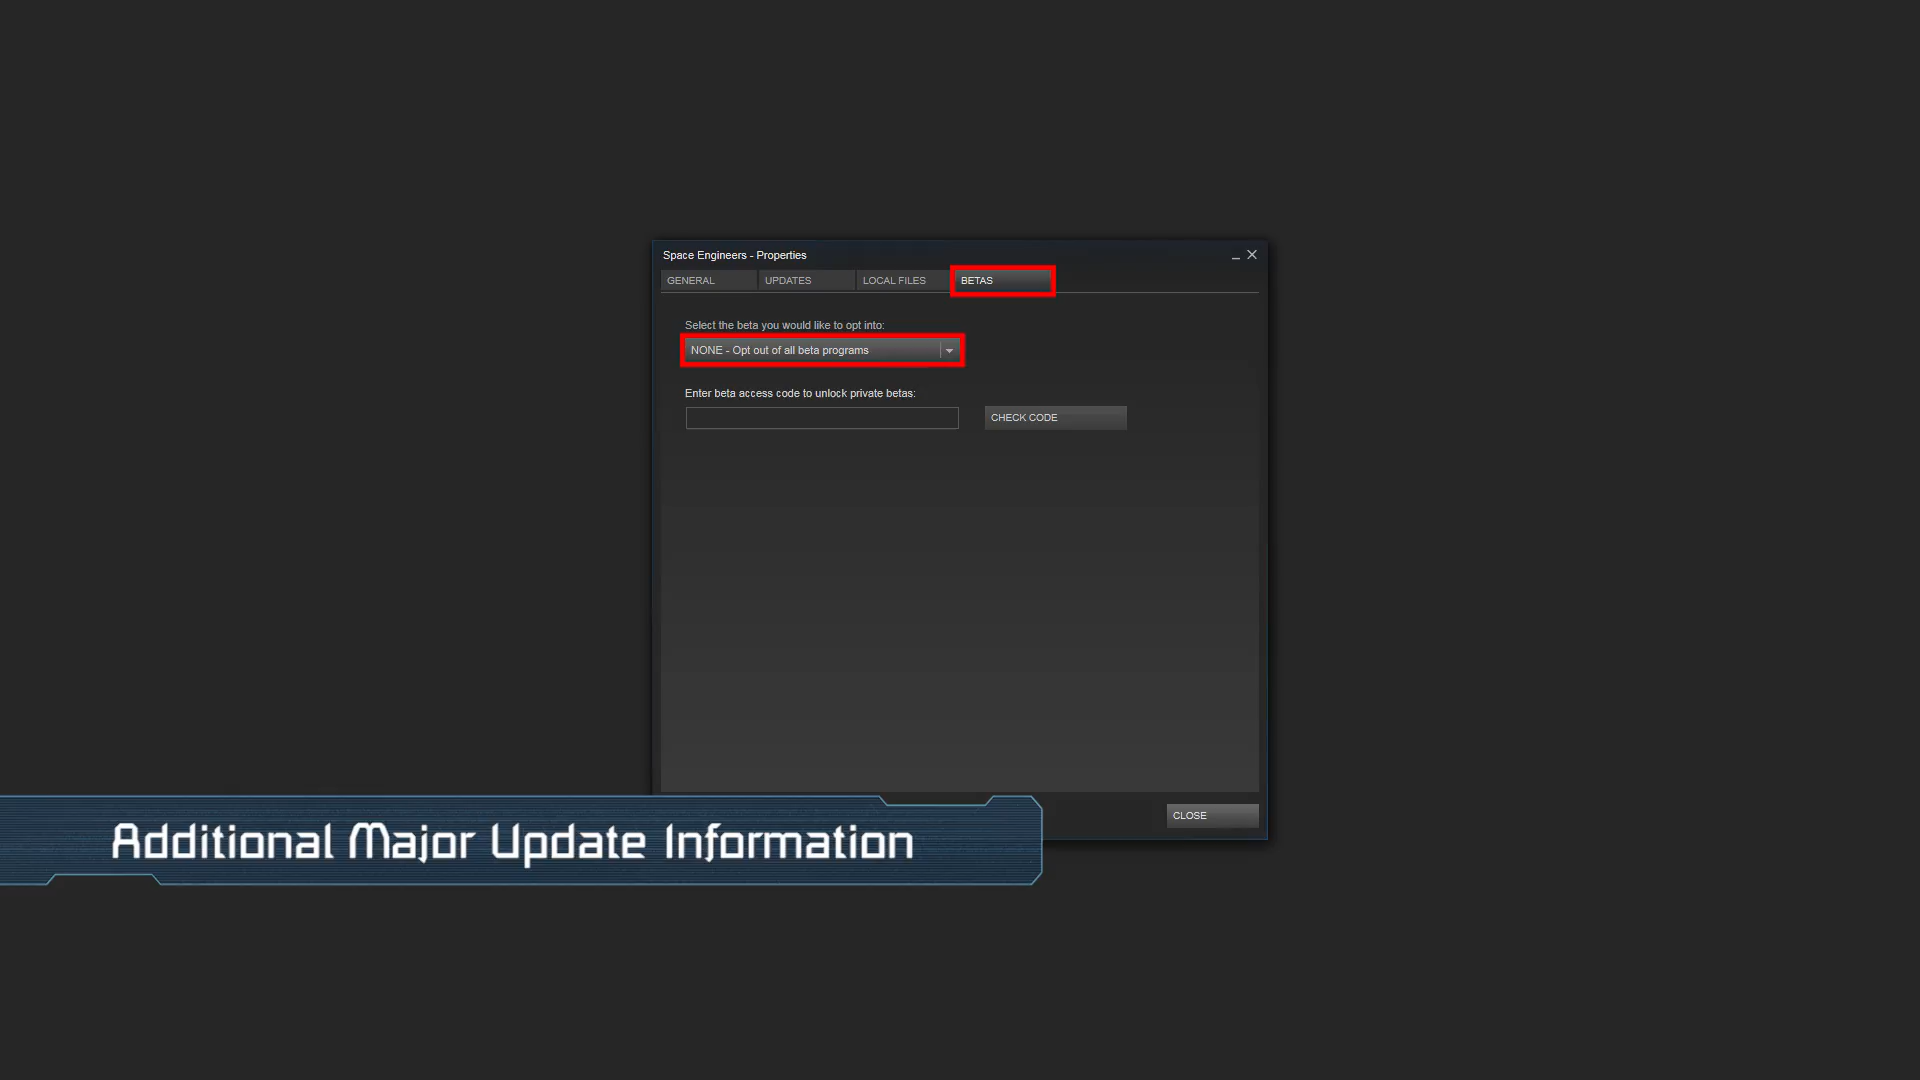 Space Engineers - Properties
GENERAL UPDATES LOCAL FILES BETAS
Select the beta you would like to opt into:
NONE - Opt out of all beta programs
Enter beta access code to unlock private betas:
CHECK CODE
CLOSE
Additional Major Update Information